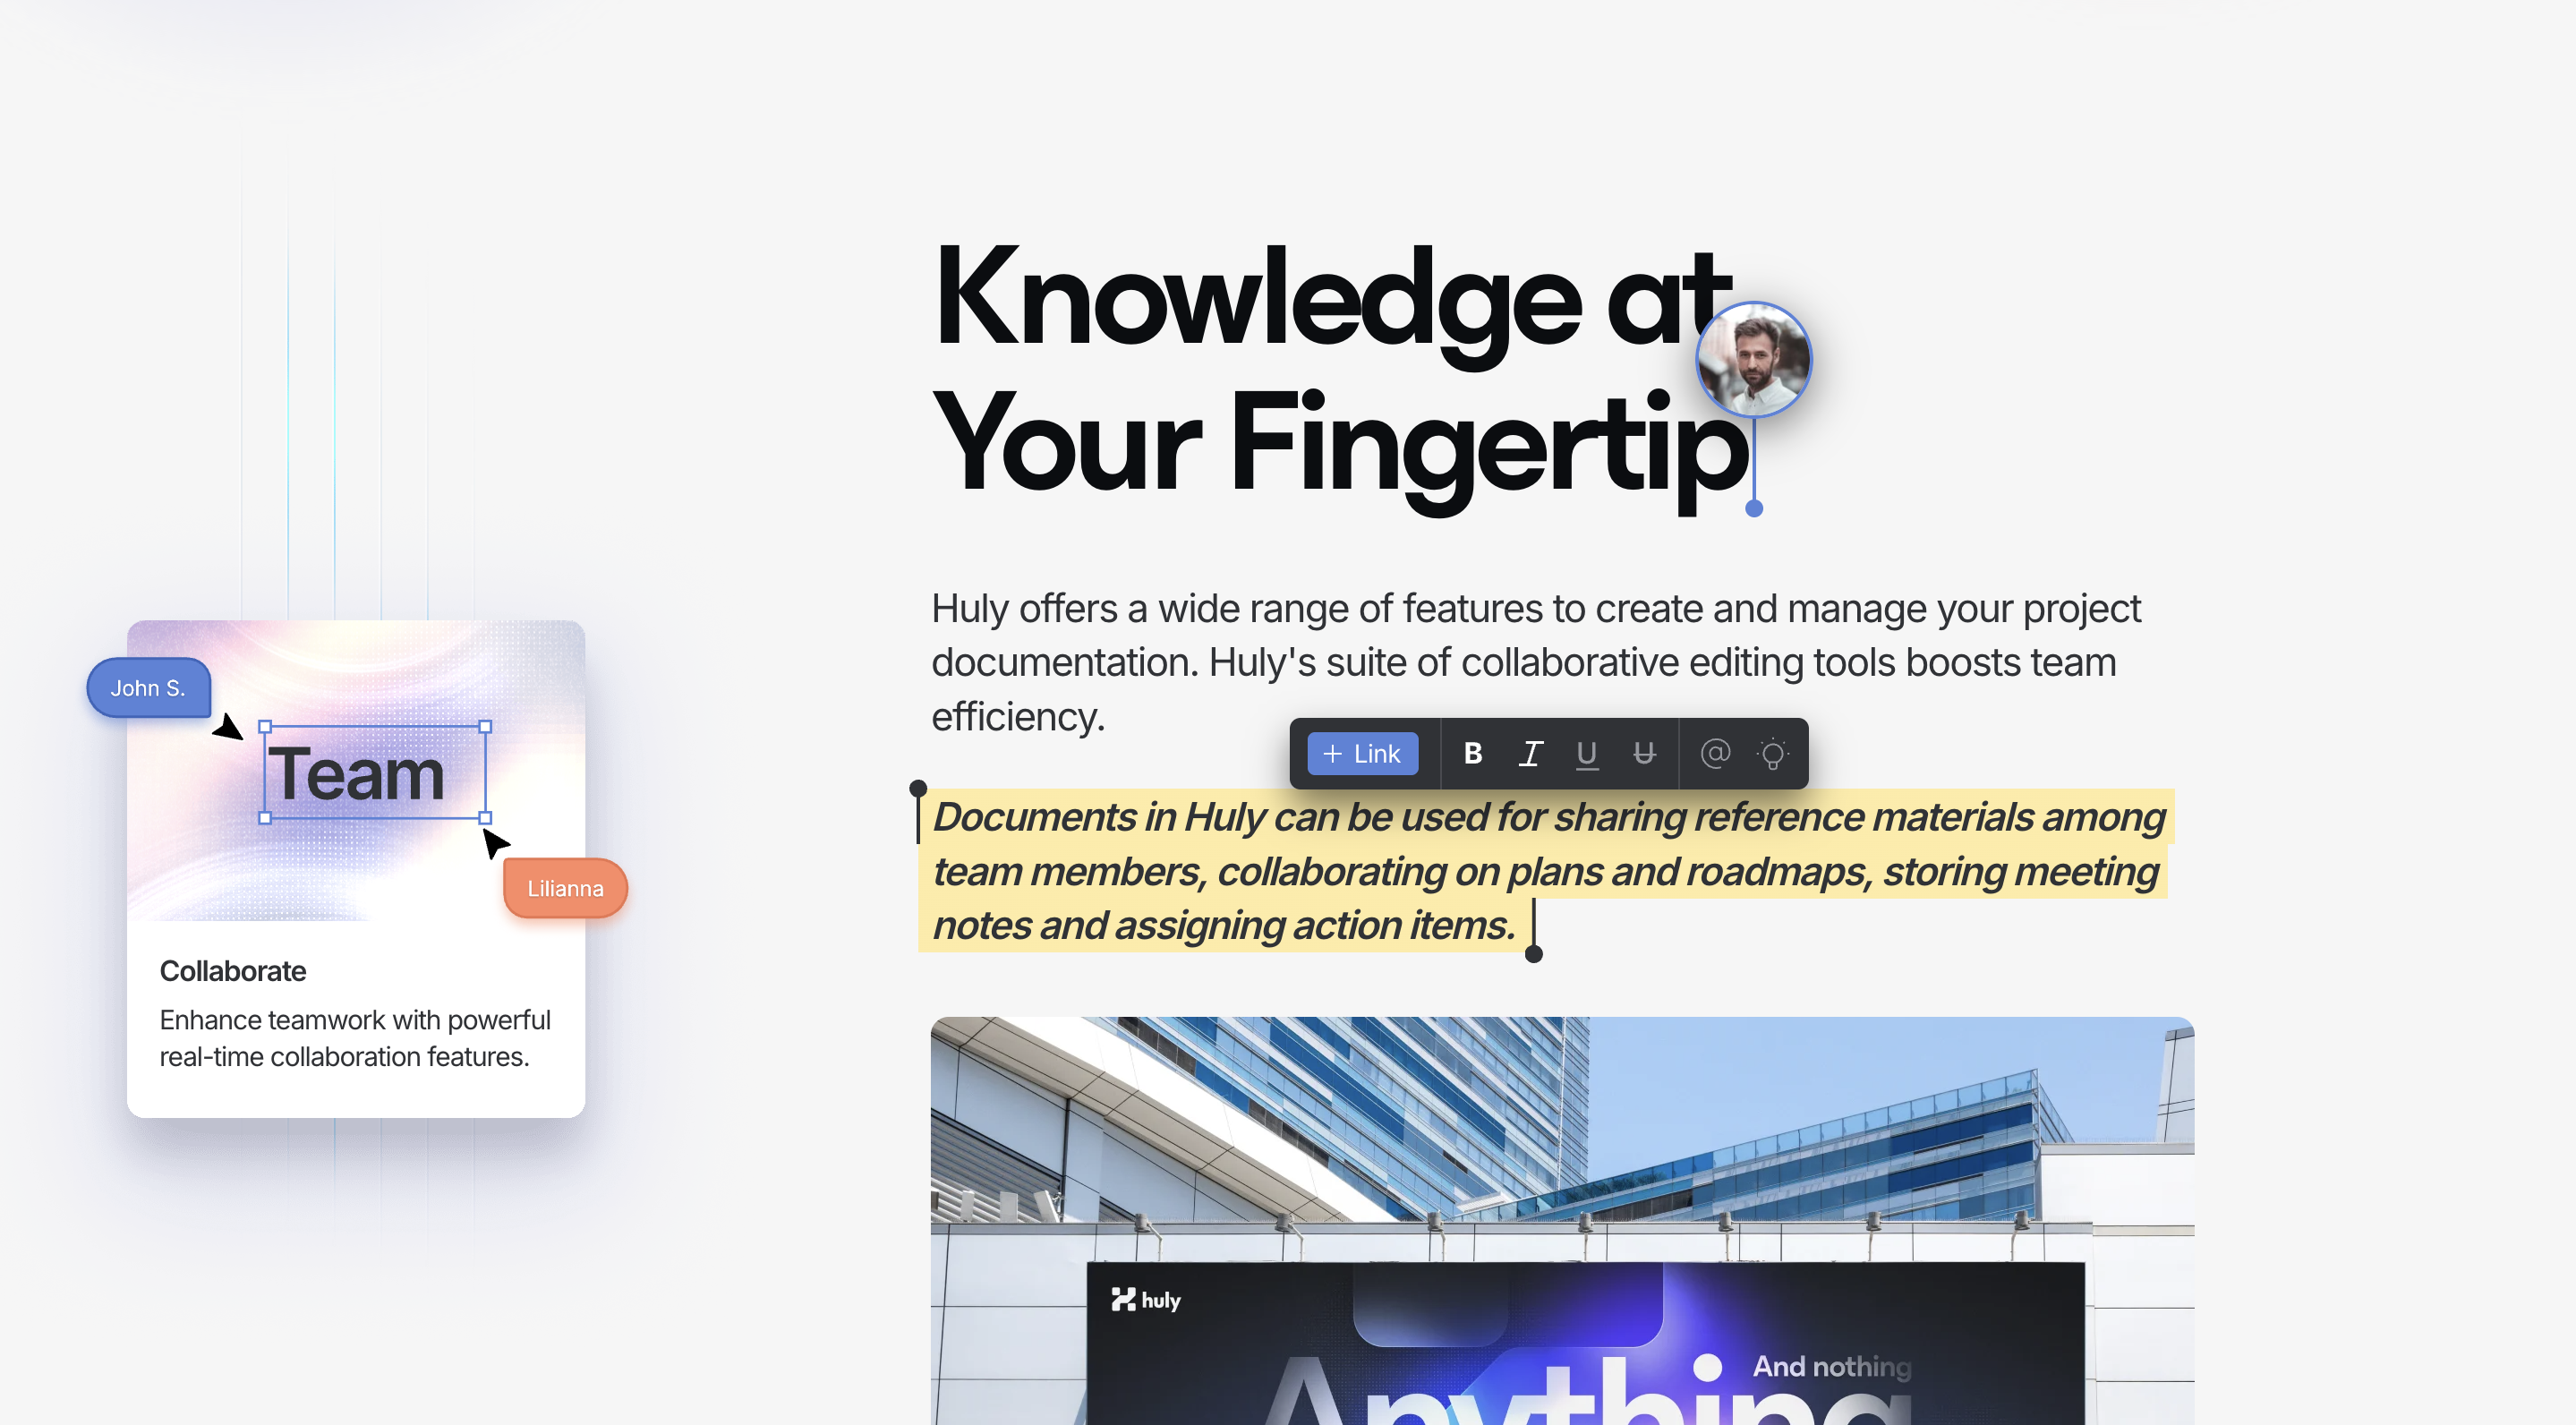 Knowledge at
Your Fingertip
Huly offers a wide range of features to create and manage your project
documentation. Huly's suite of collaborative editing tools boosts team
efficiency.
+ Link B I U U @
Documents in Huly can be used for sharing reference materials among
team members, collaborating on plans and roadmaps, storing meeting
notes and assigning action items.
John S.
Team
Lilianna
Collaborate
Enhance teamwork with powerful
real-time collaboration features.
huly
And nothing
Anything